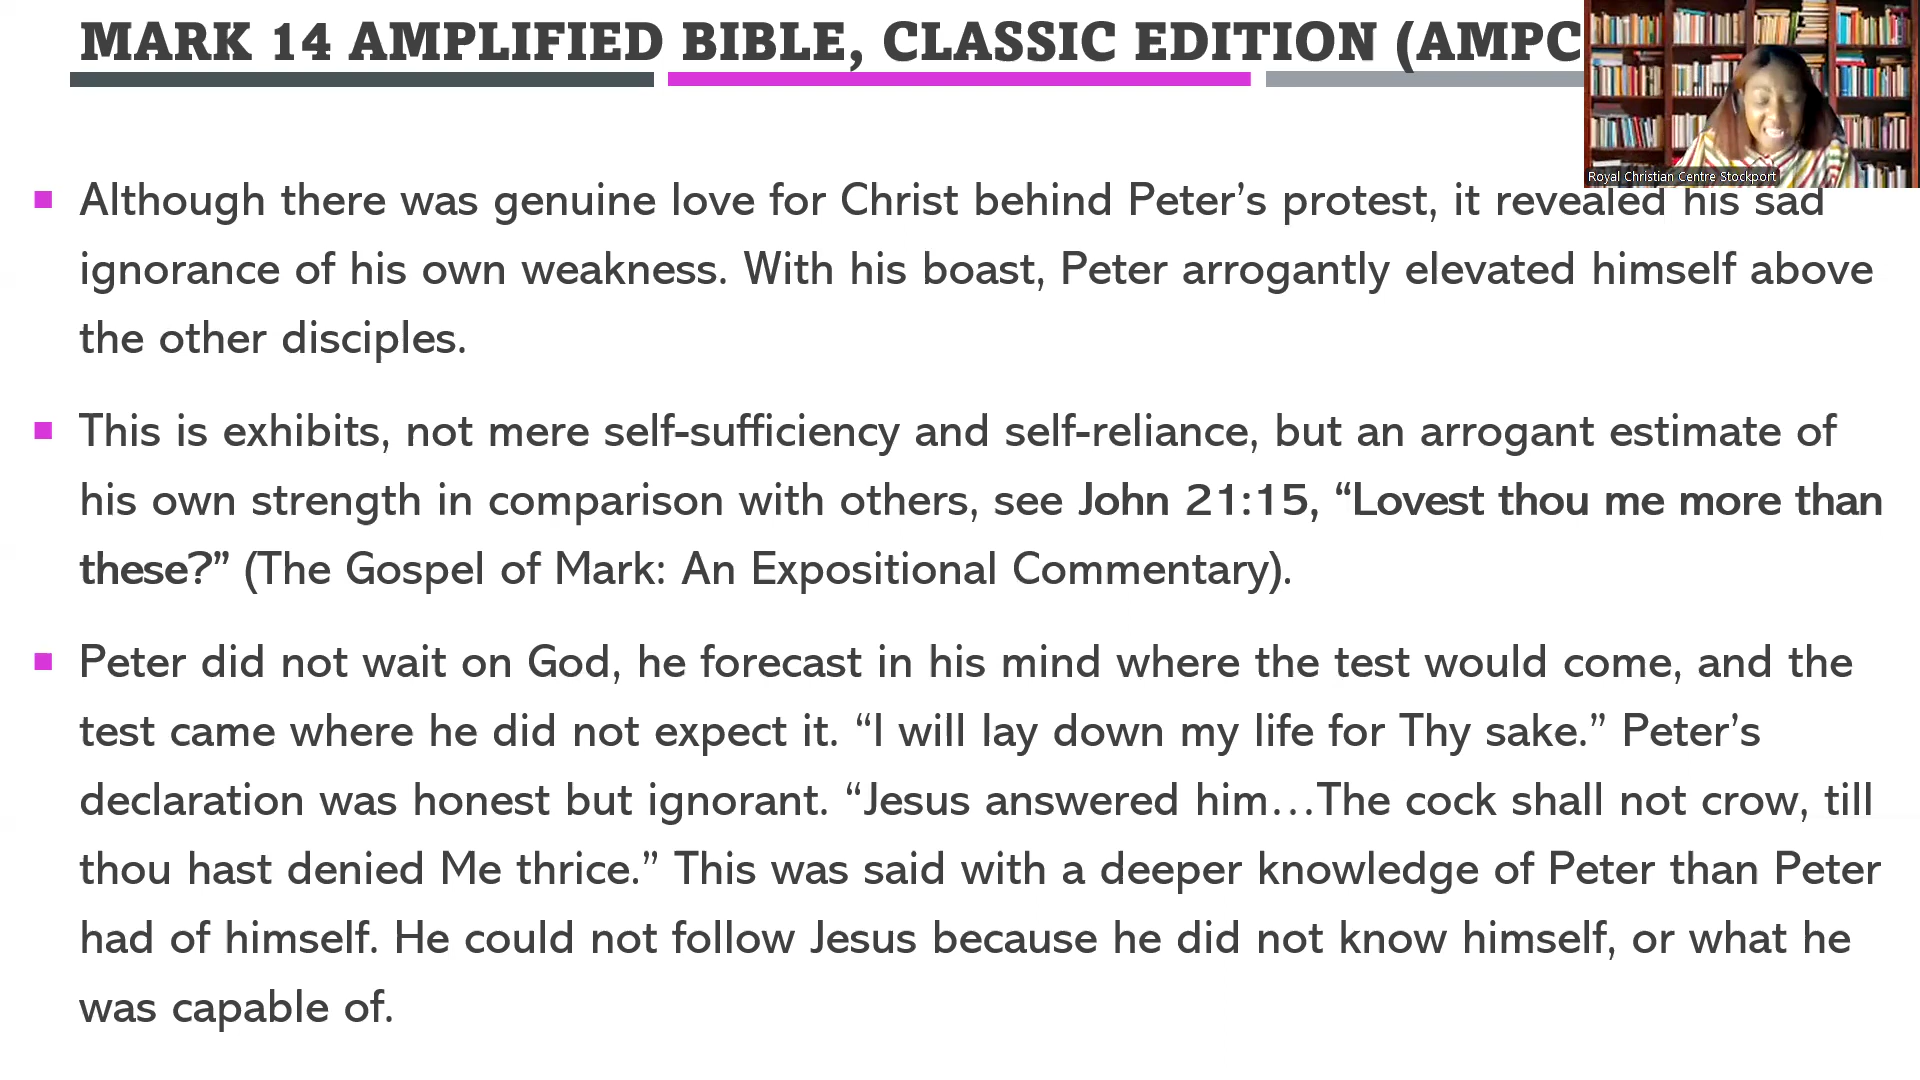 MARK 14 AMPLIFIED BIBLE, CLASSIC EDITION (AMPC
Royal Christian Centre Stockport
Although there was genuine love for Christ behind Peter’s protest, it revealed his sad
ignorance of his own weakness. With his boast, Peter arrogantly elevated himself above
the other disciples.
This is exhibits, not mere self-sufficiency and self-reliance, but an arrogant estimate of
his own strength in comparison with others, see John 21:15, “Lovest thou me more than
these?” (The Gospel of Mark: An Expositional Commentary).
Peter did not wait on God, he forecast in his mind where the test would come, and the
test came where he did not expect it. “I will lay down my life for Thy sake.” Peter’s
declaration was honest but ignorant. “Jesus answered him…The cock shall not crow, till
thou hast denied Me thrice.” This was said with a deeper knowledge of Peter than Peter
had of himself. He could not follow Jesus because he did not know himself, or what he
was capable of.